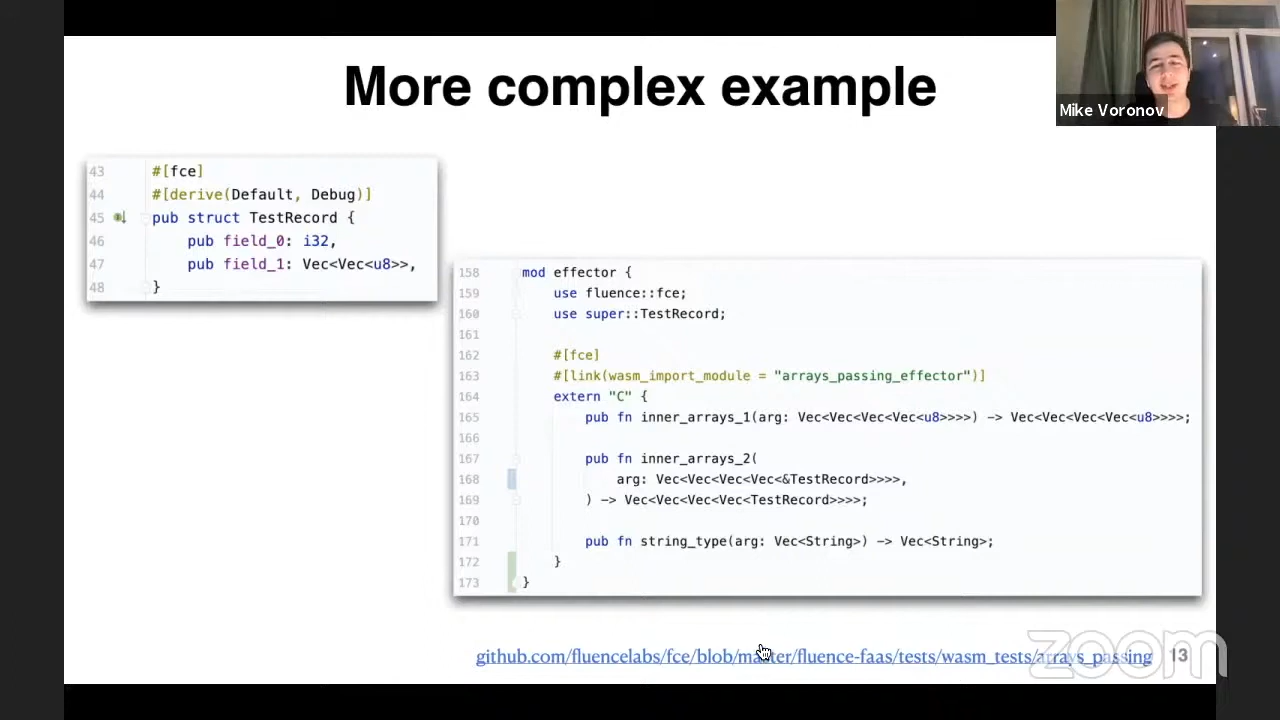 More complex example
Mike Voronov
43 #[fce]
44 #[derive(Default, Debug)]
45 pub struct TestRecord {
46 pub field_0: i32,
47 pub field_1: Vec<Vec<u8>>,
48 }
158 mod effector {
159 use fluence::fce;
160 use super::TestRecord;
161
162 #[fce]
163 #[link(wasm_import_module = "arrays_passing_effector")]
164 extern "C" {
165 pub fn inner_arrays_1(arg: Vec<Vec<Vec<Vec<u8>>>>) -> Vec<Vec<Vec<Vec<u8>>>>;
166
167 pub fn inner_arrays_2(
168 arg: Vec<Vec<Vec<Vec<&TestRecord>>>>,
169 ) -> Vec<Vec<Vec<Vec<TestRecord>>>>;
170
171 pub fn string_type(arg: Vec<String>) -> Vec<String>;
172 }
173 }
github.com/fluencelabs/fce/blob/master/fluence-faas/tests/wasm_tests/arrays_passing
13
zoom